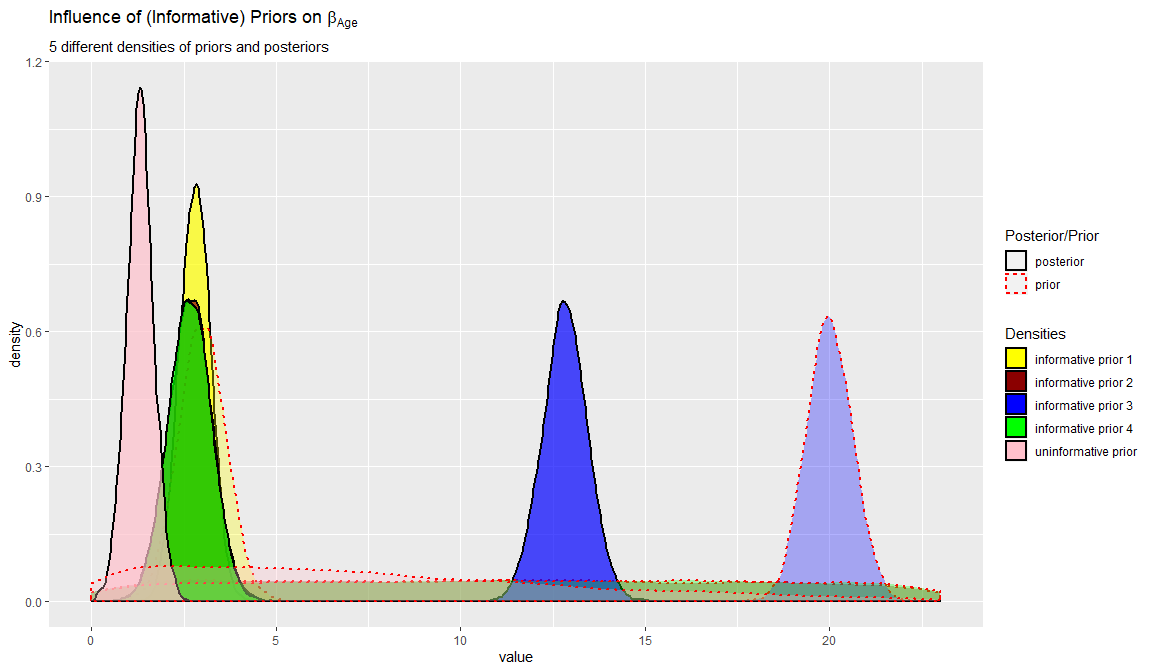 Influence of (Informative) Priors on βAge
5 different densities of priors and posteriors
1.2
0.9
0.6
0.3
0.0
density
0
5
10
15
20
value
Posterior/Prior
posterior
prior
Densities
informative prior 1
informative prior 2
informative prior 3
informative prior 4
uninformative prior